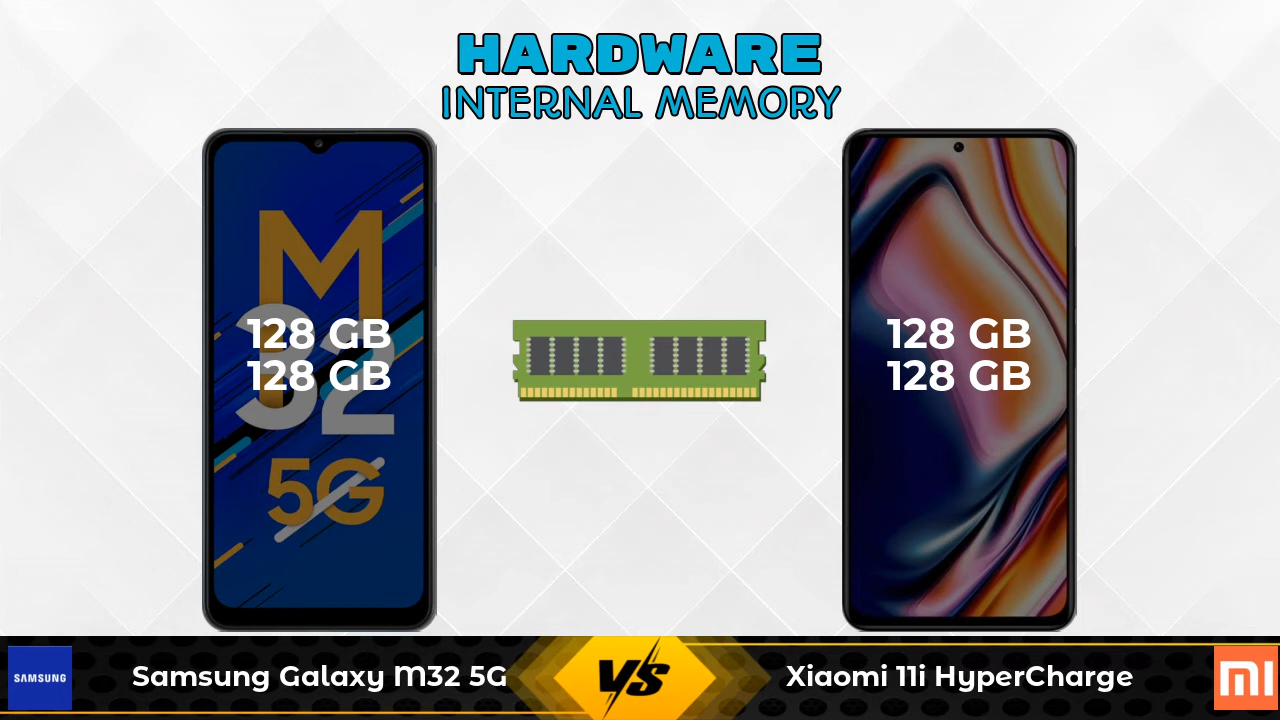 HARDWARE
INTERNAL MEMORY
M
32
5G
128 GB
128 GB
128 GB
128 GB
SAMSUNG
Samsung Galaxy M32 5G
VS
Xiaomi 11i HyperCharge
MI